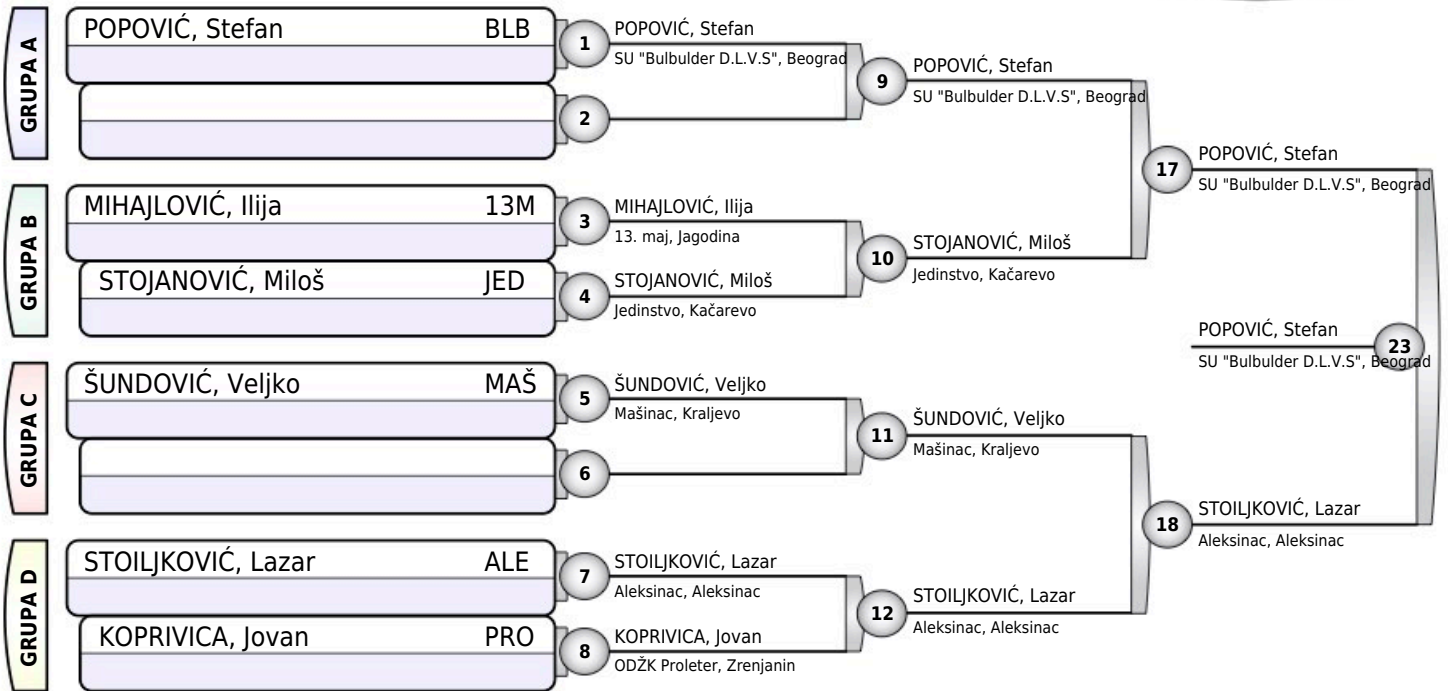 GRUPA A
POPOVIĆ, Stefan BLB
1
2
GRUPA B
MIHAJLOVIĆ, Ilija 13M
STOJANOVIĆ, Miloš JED
3
4
GRUPA C
ŠUNDOVIĆ, Veljko MAŠ
5
6
GRUPA D
STOILJKOVIĆ, Lazar ALE
KOPRIVICA, Jovan PRO
7
8
POPOVIĆ, Stefan
SU "Bulbulder D.L.V.S", Beograd
9
MIHAJLOVIĆ, Ilija
13. maj, Jagodina
STOJANOVIĆ, Miloš
Jedinstvo, Kačarevo
10
ŠUNDOVIĆ, Veljko
Mašinac, Kraljevo
11
STOILJKOVIĆ, Lazar
Aleksinac, Aleksinac
KOPRIVICA, Jovan
ODŽK Proleter, Zrenjanin
12
POPOVIĆ, Stefan
SU "Bulbulder D.L.V.S", Beograd
STOJANOVIĆ, Miloš
Jedinstvo, Kačarevo
17
ŠUNDOVIĆ, Veljko
Mašinac, Kraljevo
STOILJKOVIĆ, Lazar
Aleksinac, Aleksinac
18
POPOVIĆ, Stefan
SU "Bulbulder D.L.V.S", Beograd
POPOVIĆ, Stefan
SU "Bulbulder D.L.V.S", Beograd
23
STOILJKOVIĆ, Lazar
Aleksinac, Aleksinac